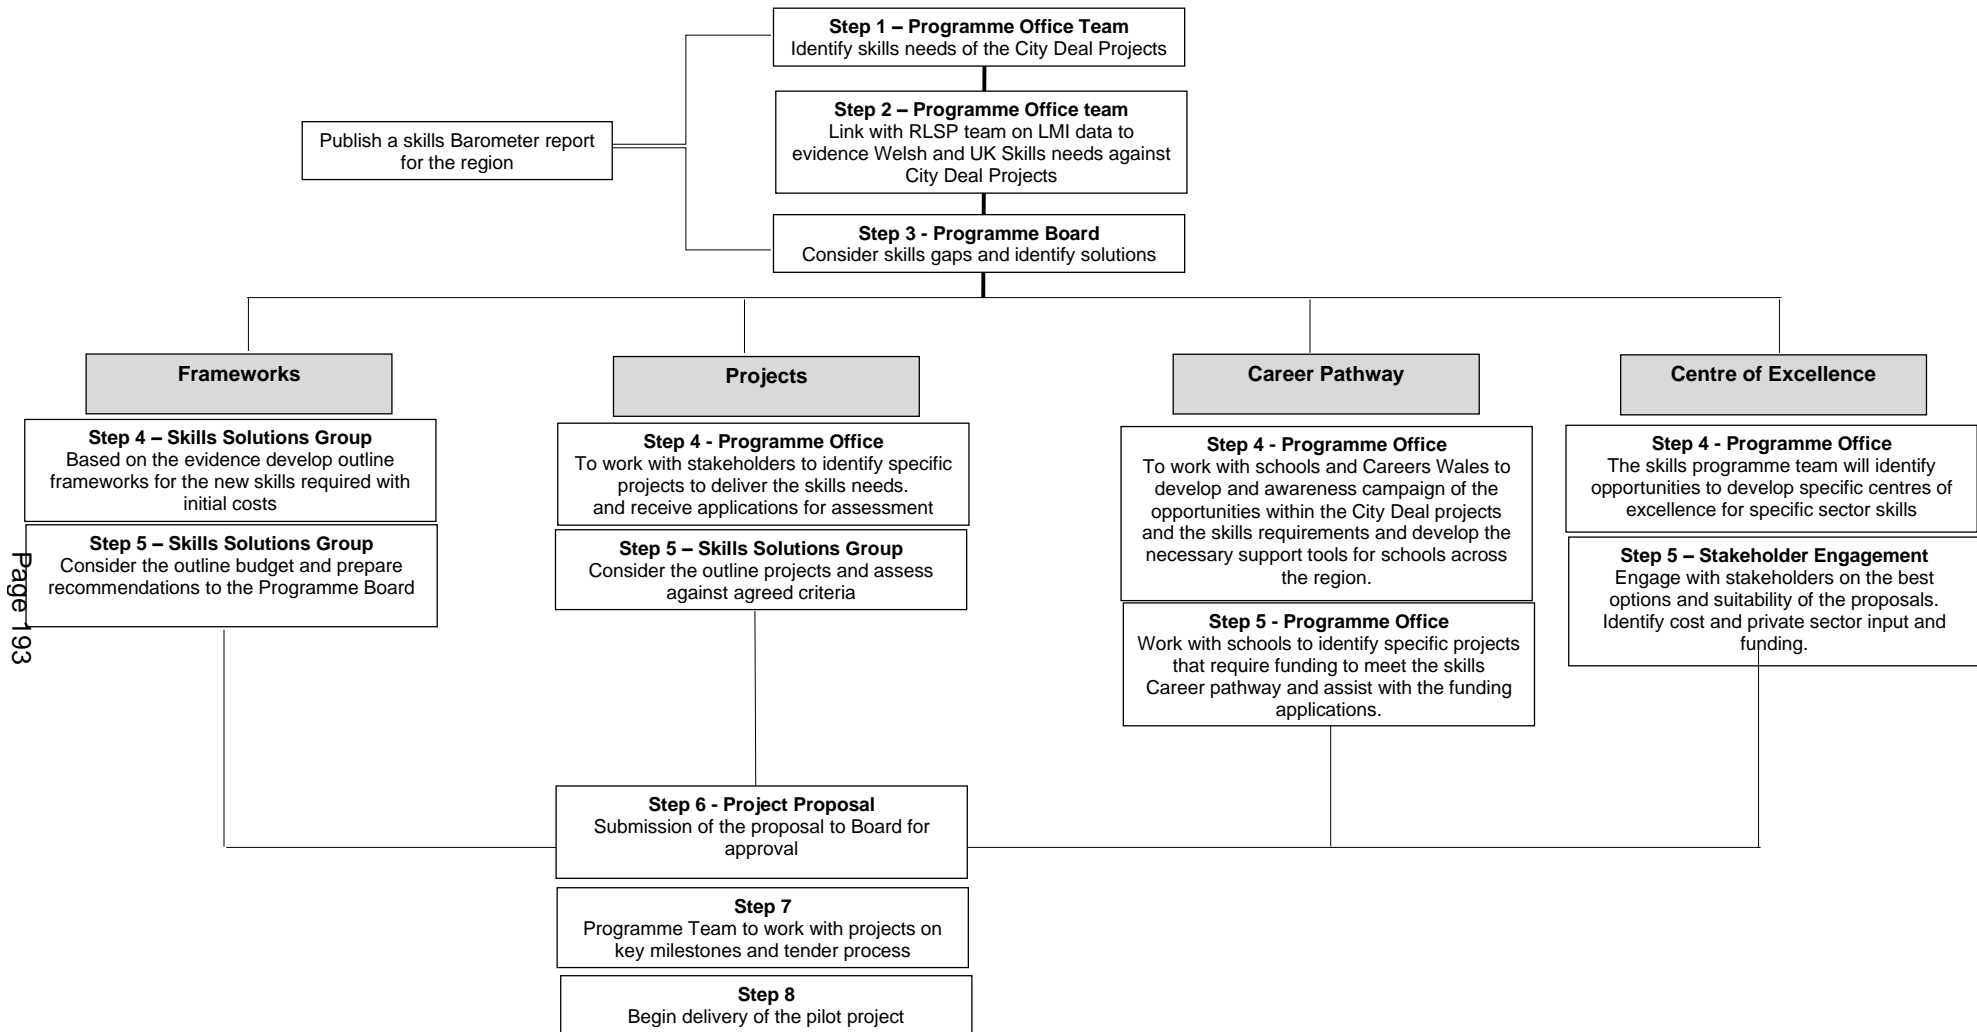 Step 1 – Programme Office Team
Identify skills needs of the City Deal Projects
Step 2 – Programme Office team
Link with RLSP team on LMI data to
evidence Welsh and UK Skills needs against
City Deal Projects
Publish a skills Barometer report
for the region
Step 3 - Programme Board
Consider skills gaps and identify solutions
Frameworks
Step 4 – Skills Solutions Group
Based on the evidence develop outline
frameworks for the new skills required with
initial costs
Step 5 – Skills Solutions Group
Consider the outline budget and prepare
recommendations to the Programme Board
Projects
Step 4 - Programme Office
To work with stakeholders to identify specific
projects to deliver the skills needs.
and receive applications for assessment
Step 5 – Skills Solutions Group
Consider the outline projects and assess
against agreed criteria
Career Pathway
Step 4 - Programme Office
To work with schools and Careers Wales to
develop and awareness campaign of the
opportunities within the City Deal projects
and the skills requirements and develop the
necessary support tools for schools across
the region.
Step 5 - Programme Office
Work with schools to identify specific projects
that require funding to meet the skills
Career pathway and assist with the funding
applications.
Centre of Excellence
Step 4 - Programme Office
The skills programme team will identify
opportunities to develop specific centres of
excellence for specific sector skills
Step 5 – Stakeholder Engagement
Engage with stakeholders on the best
options and suitability of the proposals.
Identify cost and private sector input and
funding.
Step 6 - Project Proposal
Submission of the proposal to Board for
approval
Step 7
Programme Team to work with projects on
key milestones and tender process
Step 8
Begin delivery of the pilot project
Page 193